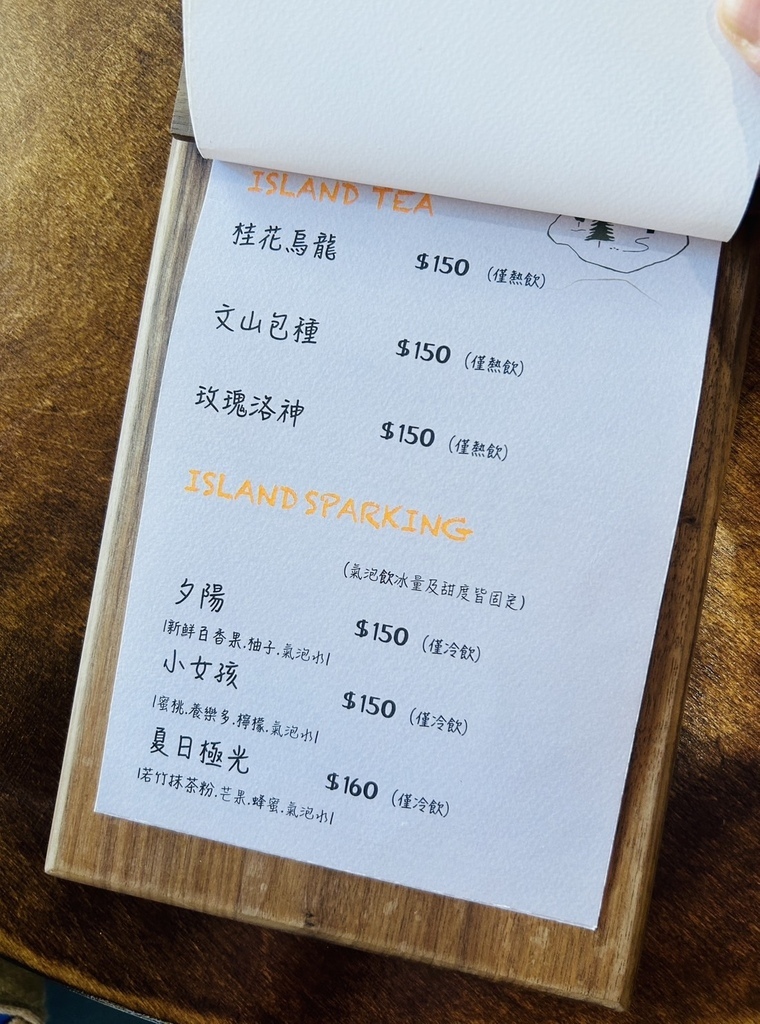 ISLAND TEA
桂花烏龍 $150 (僅熱飲)
文山包種 $150 (僅熱飲)
玫瑰洛神 $150 (僅熱飲)
ISLAND SPARKING
(氣泡飲冰量及甜度皆固定)
夕陽 $150 (僅冷飲)
|新鮮百香果.柚子.氣泡水|
小女孩 $150 (僅冷飲)
|蜜桃.養樂多.檸檬.氣泡水|
夏日極光 $160 (僅冷飲)
|若竹抹茶粉.芒果.蜂蜜.氣泡水|